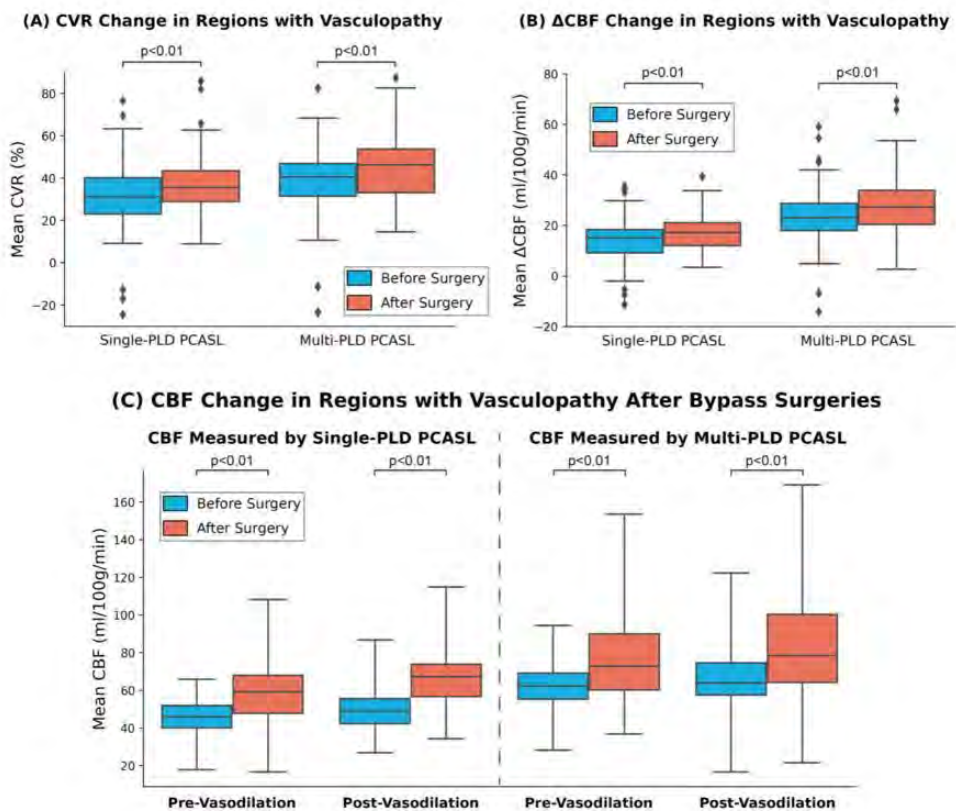 (A) CVR Change in Regions with Vasculopathy
p<0.01
p<0.01
Mean CVR (%)
80
60
40
20
0
−20
Before Surgery
After Surgery
Single-PLD PCASL
Multi-PLD PCASL
(B) ΔCBF Change in Regions with Vasculopathy
p<0.01
p<0.01
Mean ΔCBF (ml/100g/min)
80
60
40
20
0
−20
Before Surgery
After Surgery
Single-PLD PCASL
Multi-PLD PCASL
(C) CBF Change in Regions with Vasculopathy After Bypass Surgeries
CBF Measured by Single-PLD PCASL
CBF Measured by Multi-PLD PCASL
p<0.01
p<0.01
p<0.01
p<0.01
Mean CBF (ml/100g/min)
160
140
120
100
80
60
40
20
Before Surgery
After Surgery
Pre-Vasodilation
Post-Vasodilation
Pre-Vasodilation
Post-Vasodilation